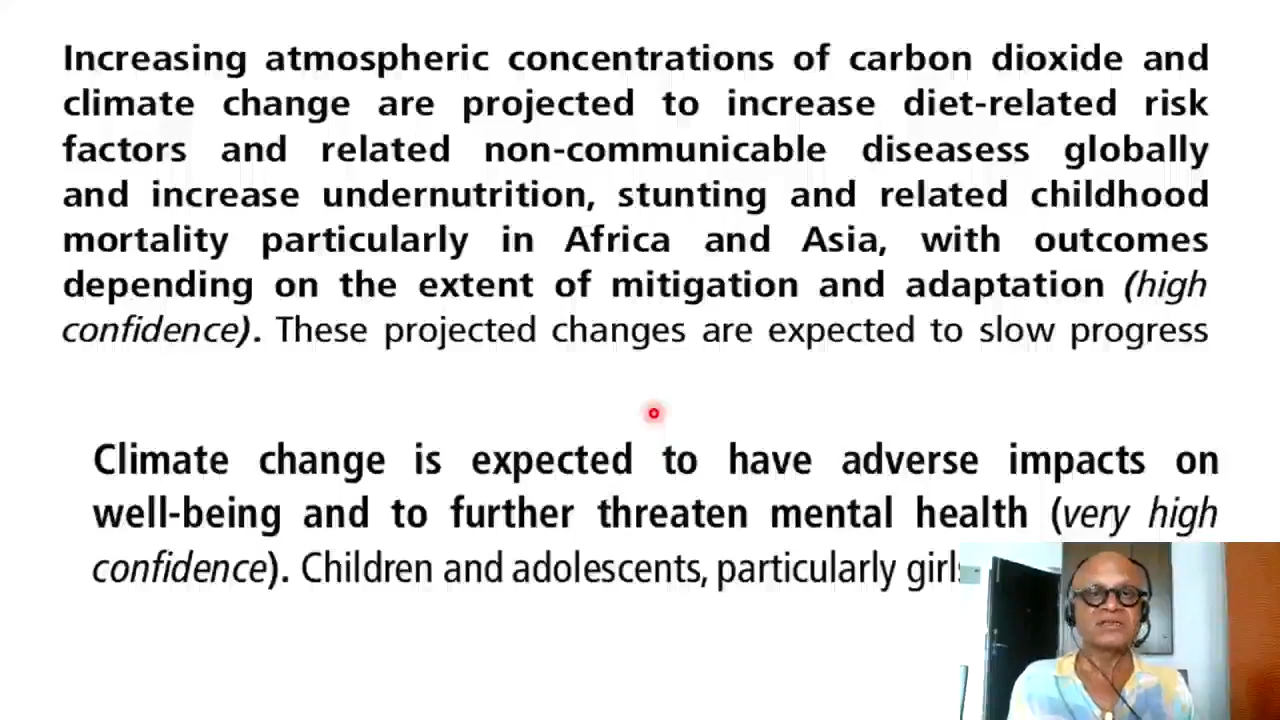 Increasing atmospheric concentrations of carbon dioxide and
climate change are projected to increase diet-related risk
factors and related non-communicable diseasess globally
and increase undernutrition, stunting and related childhood
mortality particularly in Africa and Asia, with outcomes
depending on the extent of mitigation and adaptation (high
confidence). These projected changes are expected to slow progress
Climate change is expected to have adverse impacts on
well-being and to further threaten mental health (very high
confidence). Children and adolescents, particularly girls